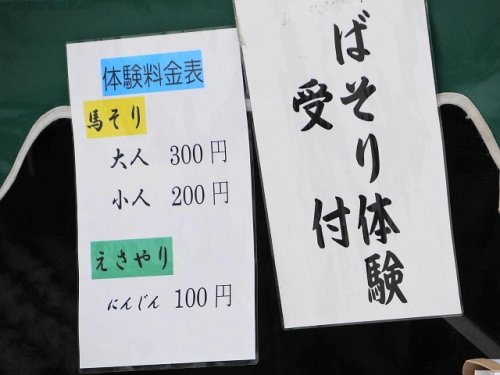 体験料金表
馬そり
大人 300円
小人 200円
えさやり
にんじん 100円
ばそり体験
受付